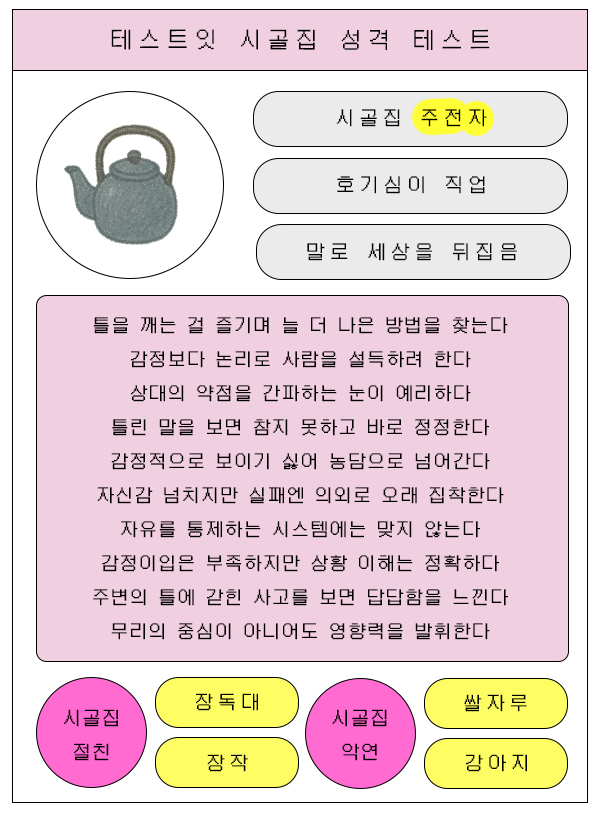 테스트잇 시골집 성격 테스트
시골집 주전자
호기심이 직업
말로 세상을 뒤집음
틀을 깨는 걸 즐기며 늘 더 나은 방법을 찾는다
감정보다 논리로 사람을 설득하려 한다
상대의 약점을 간파하는 눈이 예리하다
틀린 말을 보면 참지 못하고 바로 정정한다
감정적으로 보이기 싫어 농담으로 넘어간다
자신감 넘치지만 실패엔 의외로 오래 집착한다
자유를 통제하는 시스템에는 맞지 않는다
감정이입은 부족하지만 상황 이해는 정확하다
주변의 틀에 갇힌 사고를 보면 답답함을 느낀다
무리의 중심이 아니어도 영향력을 발휘한다
시골집
절친
장독대
장작
시골집
악연
쌀자루
강아지